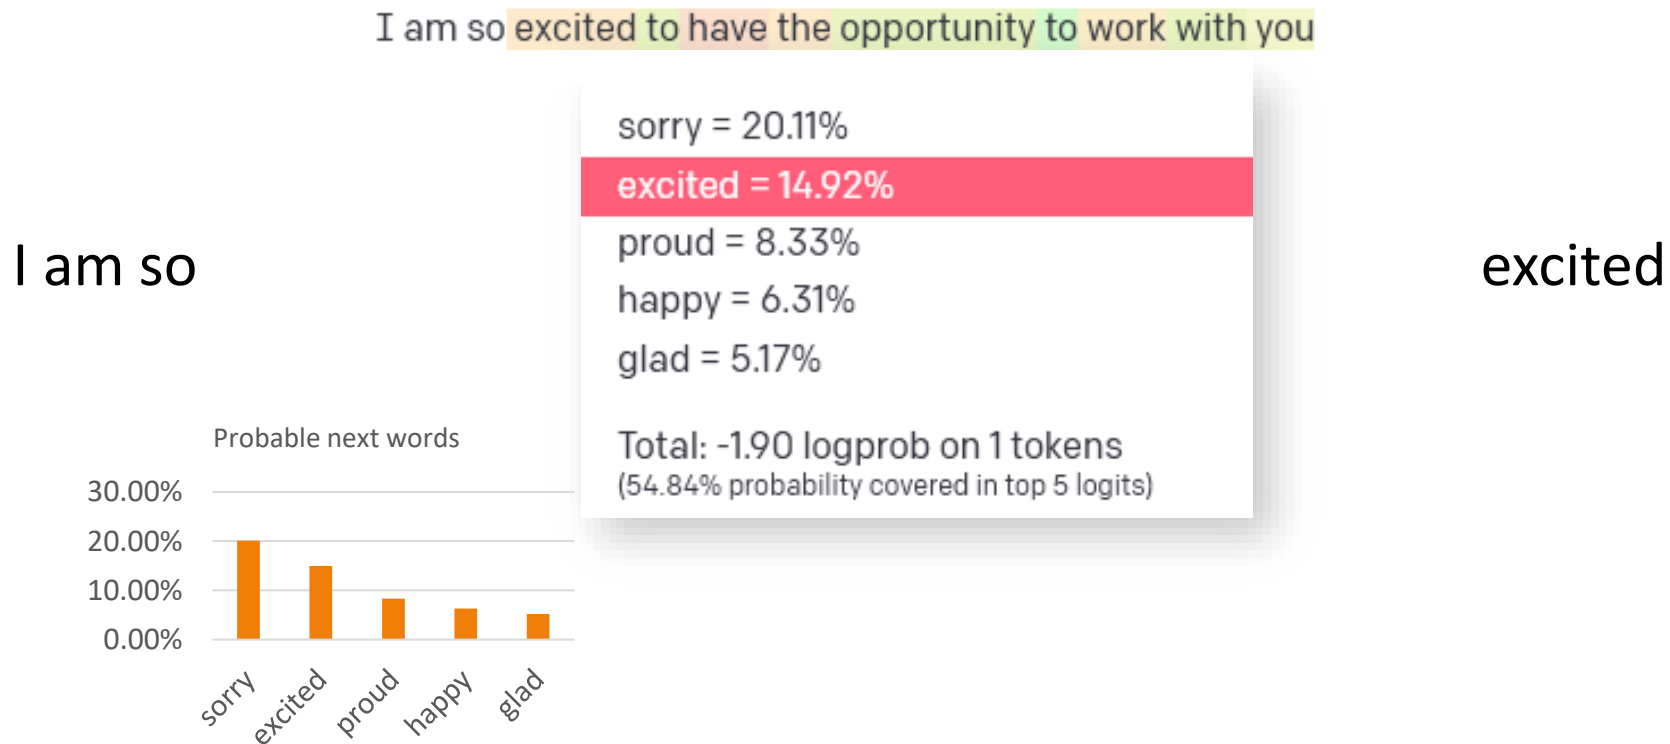 I am so excited to have the opportunity to work with you
sorry = 20.11%
excited = 14.92%
proud = 8.33%
happy = 6.31%
glad = 5.17%
Total: -1.90 logprob on 1 tokens
(54.84% probability covered in top 5 logits)
I am so
excited
Probable next words
30.00%
20.00%
10.00%
0.00%
sorry
excited
proud
happy
glad